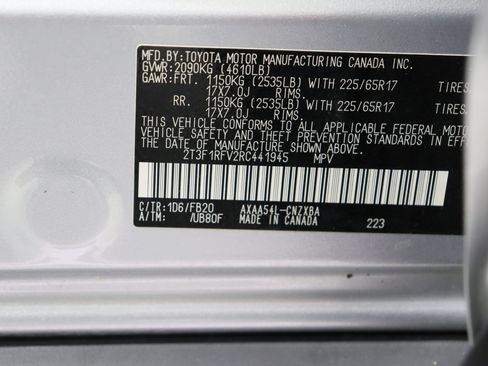 MFD.BY:TOYOTA MOTOR MANUFACTURING CANADA INC.
GVWR:2090KG (4610LB)
GAWR:FRT. 1150KG (2535LB) WITH 225/65R17 TIRES
17X7.0J RIMS.
RR. 1150KG (2535LB) WITH 225/65R17 TIRES
17X7.0J RIMS.
THIS VEHICLE CONFORMS TO ALL APPLICABLE FEDERAL MOTOR
VEHICLE SAFETY AND THEFT PREVENTION STANDARDS IN
THE DATE OF MANUFACTURE SHOWN ABOVE.
2T3F1RFV2RC441945 MPV
C/TR:1D6/FB20 AXAA54L-CNZXBA
A/TM: /UB80F MADE IN CANADA 223